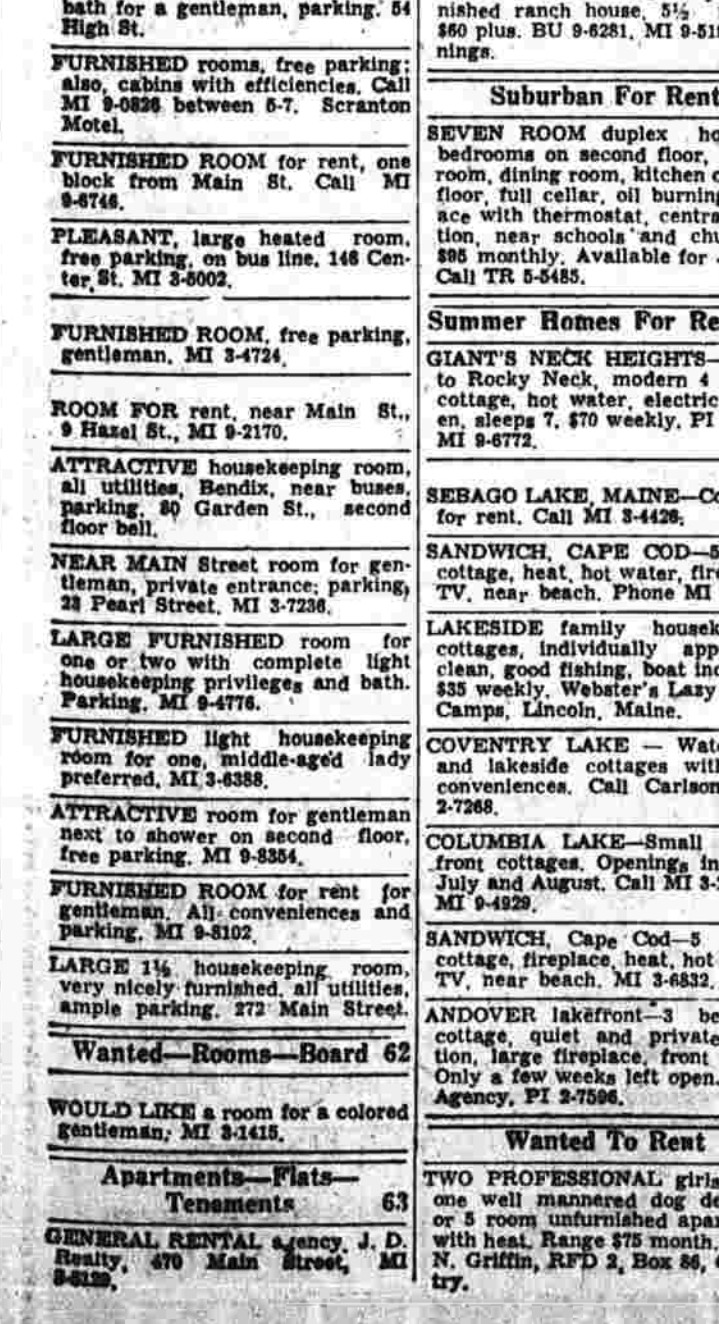 bath for a gentleman, parking. 54
High St.
FURNISHED rooms, free parking;
also, cabins with efficiencies. Call
MI 9-0826 between 5-7. Scranton
Motel.
FURNISHED ROOM for rent, one
block from Main St. Call MI
9-6746.
PLEASANT, large heated room,
free parking, on bus line. 146 Cen-
ter St. MI 3-5002.
FURNISHED ROOM, free parking,
gentleman. MI 3-4724.
ROOM FOR rent, near Main St.,
9 Hazel St., MI 9-2170.
ATTRACTIVE housekeeping room,
all utilities, Bendix, near buses,
parking. 80 Garden St., second
floor bell.
NEAR MAIN Street room for gen-
tleman, private entrance; parking,
28 Pearl Street. MI 3-7236.
LARGE FURNISHED room for
one or two with complete light
housekeeping privileges and bath.
Parking. MI 9-4776.
FURNISHED light housekeeping
room for one, middle-aged lady
preferred. MI 3-6388.
ATTRACTIVE room for gentleman
next to shower on second floor,
free parking. MI 9-8354.
FURNISHED ROOM for rent for
gentleman. All conveniences and
parking. MI 9-8102.
LARGE 1½ housekeeping room,
very nicely furnished, all utilities,
ample parking. 272 Main Street.
Wanted—Rooms—Board 62
WOULD LIKE a room for a colored
gentleman; MI 3-1415.
Apartments—Flats—
Tenements 63
GENERAL RENTAL agency. J. D.
Realty, 470 Main Street, MI
nished ranch house, 5½
$60 plus. BU 9-6281, MI 9-51
nings.
Suburban For Rent
SEVEN ROOM duplex ho
bedrooms on second floor,
room, dining room, kitchen o
floor, full cellar, oil burning
ace with thermostat, centra
tion, near schools and chu
$95 monthly. Available for
Call TR 5-5485.
Summer Homes For Re
GIANT'S NECK HEIGHTS—
to Rocky Neck, modern 4
cottage, hot water, electric
en, sleeps 7, $70 weekly. PI
MI 9-6772.
SEBAGO LAKE, MAINE—Co
for rent. Call MI 3-4426.
SANDWICH, CAPE COD—5
cottage, heat, hot water, fire
TV, near beach. Phone MI
LAKESIDE family housek
cottages, individually app
clean, good fishing, boat inc
$35 weekly. Webster's Lazy
Camps, Lincoln, Maine.
COVENTRY LAKE — Wate
and lakeside cottages with
conveniences. Call Carlson
2-7268.
COLUMBIA LAKE—Small
front cottages. Openings in
July and August. Call MI 3-
MI 9-4929.
SANDWICH, Cape Cod—5
cottage, fireplace, heat, hot
TV, near beach. MI 3-6832.
ANDOVER lakefront—3 be
cottage, quiet and private
tion, large fireplace, front
Only a few weeks left open.
Agency, PI 2-7596.
Wanted To Rent
TWO PROFESSIONAL girls
one well mannered dog de
or 5 room unfurnished apar
with heat. Range $75 month.
N. Griffin, RFD 2, Box 86,
try.